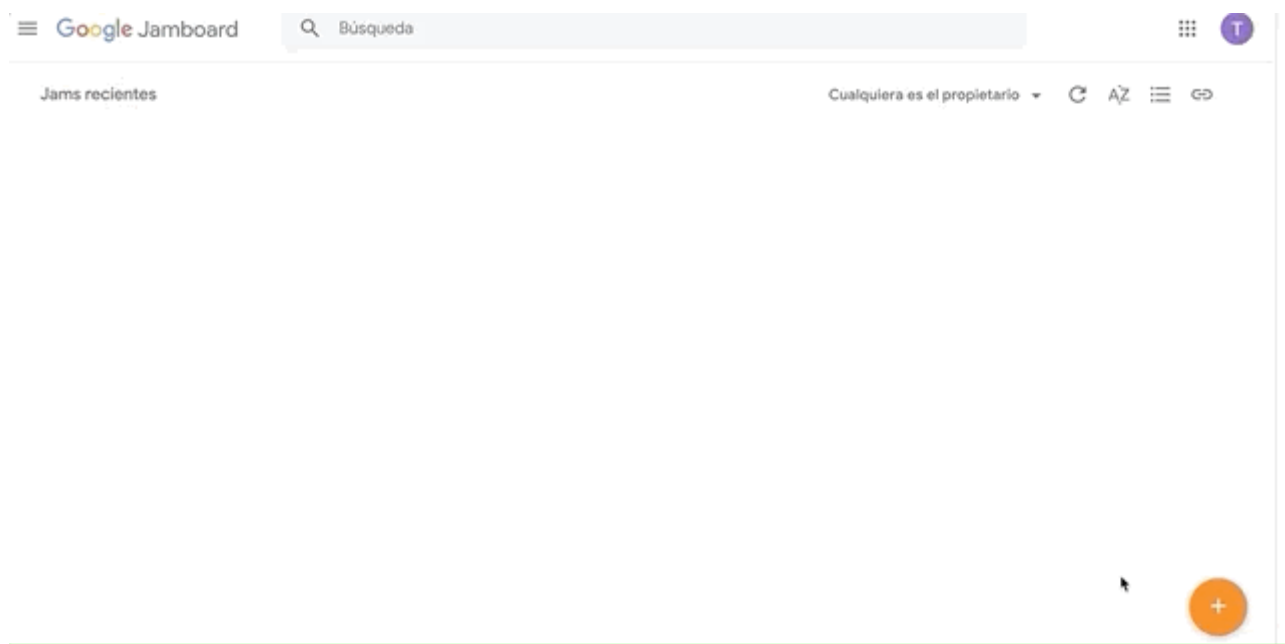 Google Jamboard
Búsqueda
T
Jams recientes
Cualquiera es el propietario
AZ